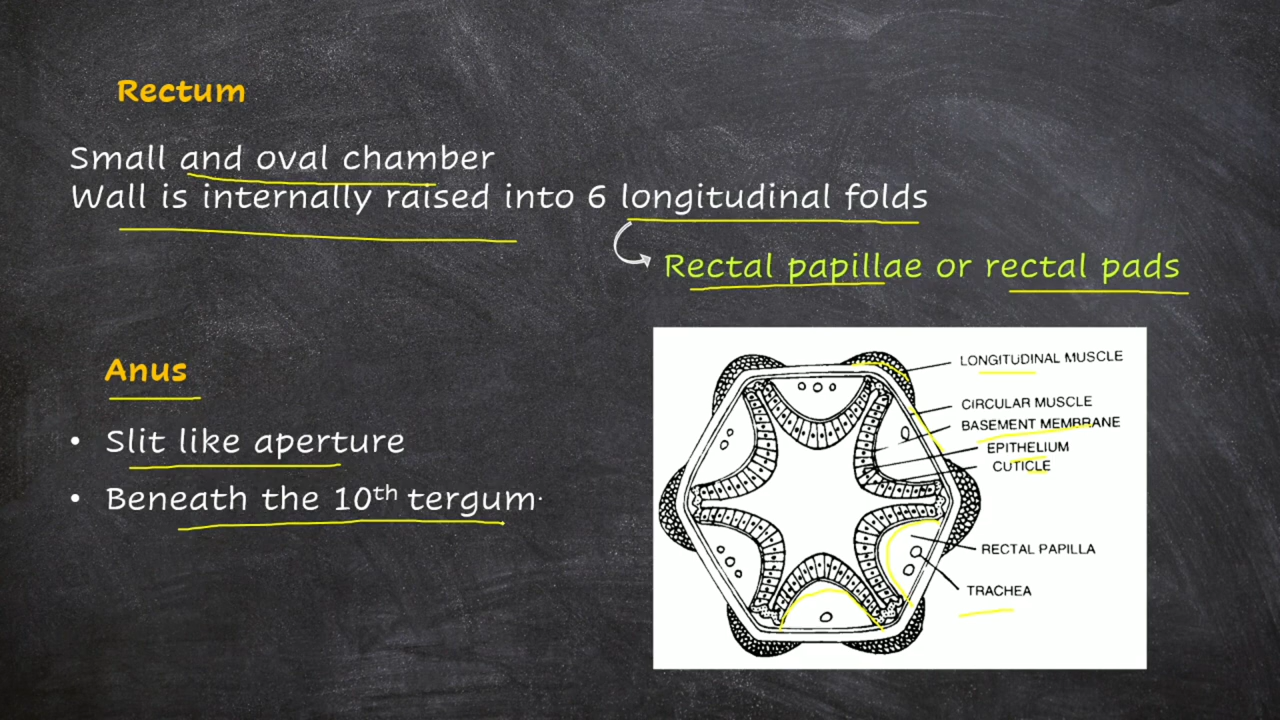 Rectum
Small and oval chamber
Wall is internally raised into 6 longitudinal folds
Rectal papillae or rectal pads
Anus
• Slit like aperture
• Beneath the 10th tergum
LONGITUDINAL MUSCLE
CIRCULAR MUSCLE
BASEMENT MEMBRANE
EPITHELIUM
CUTICLE
RECTAL PAPILLA
TRACHEA